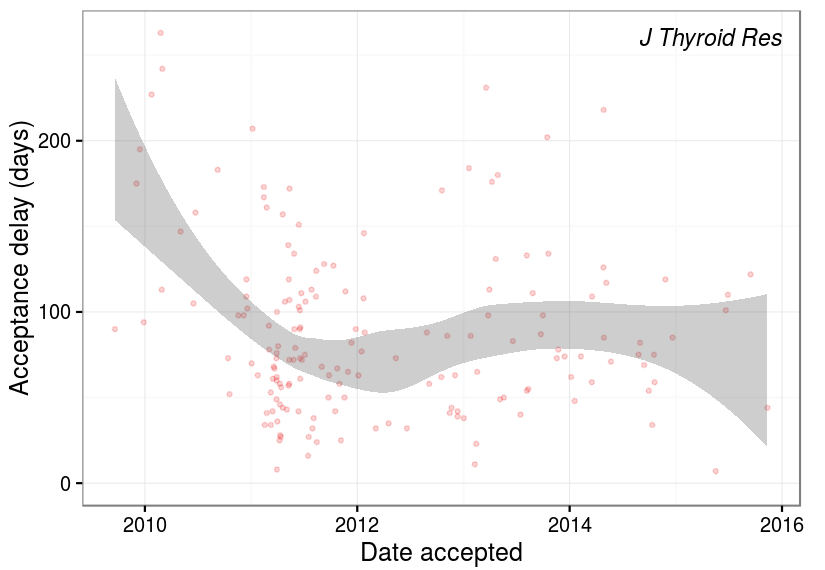 J Thyroid Res
Acceptance delay (days)
200
100
0
2010 2012 2014 2016
Date accepted